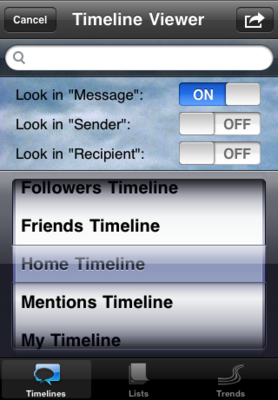 Cancel Timeline Viewer
Look in "Message": ON
Look in "Sender": OFF
Look in "Recipient": OFF
Followers Timeline
Friends Timeline
Home Timeline
Mentions Timeline
My Timeline
Timelines Lists Trends